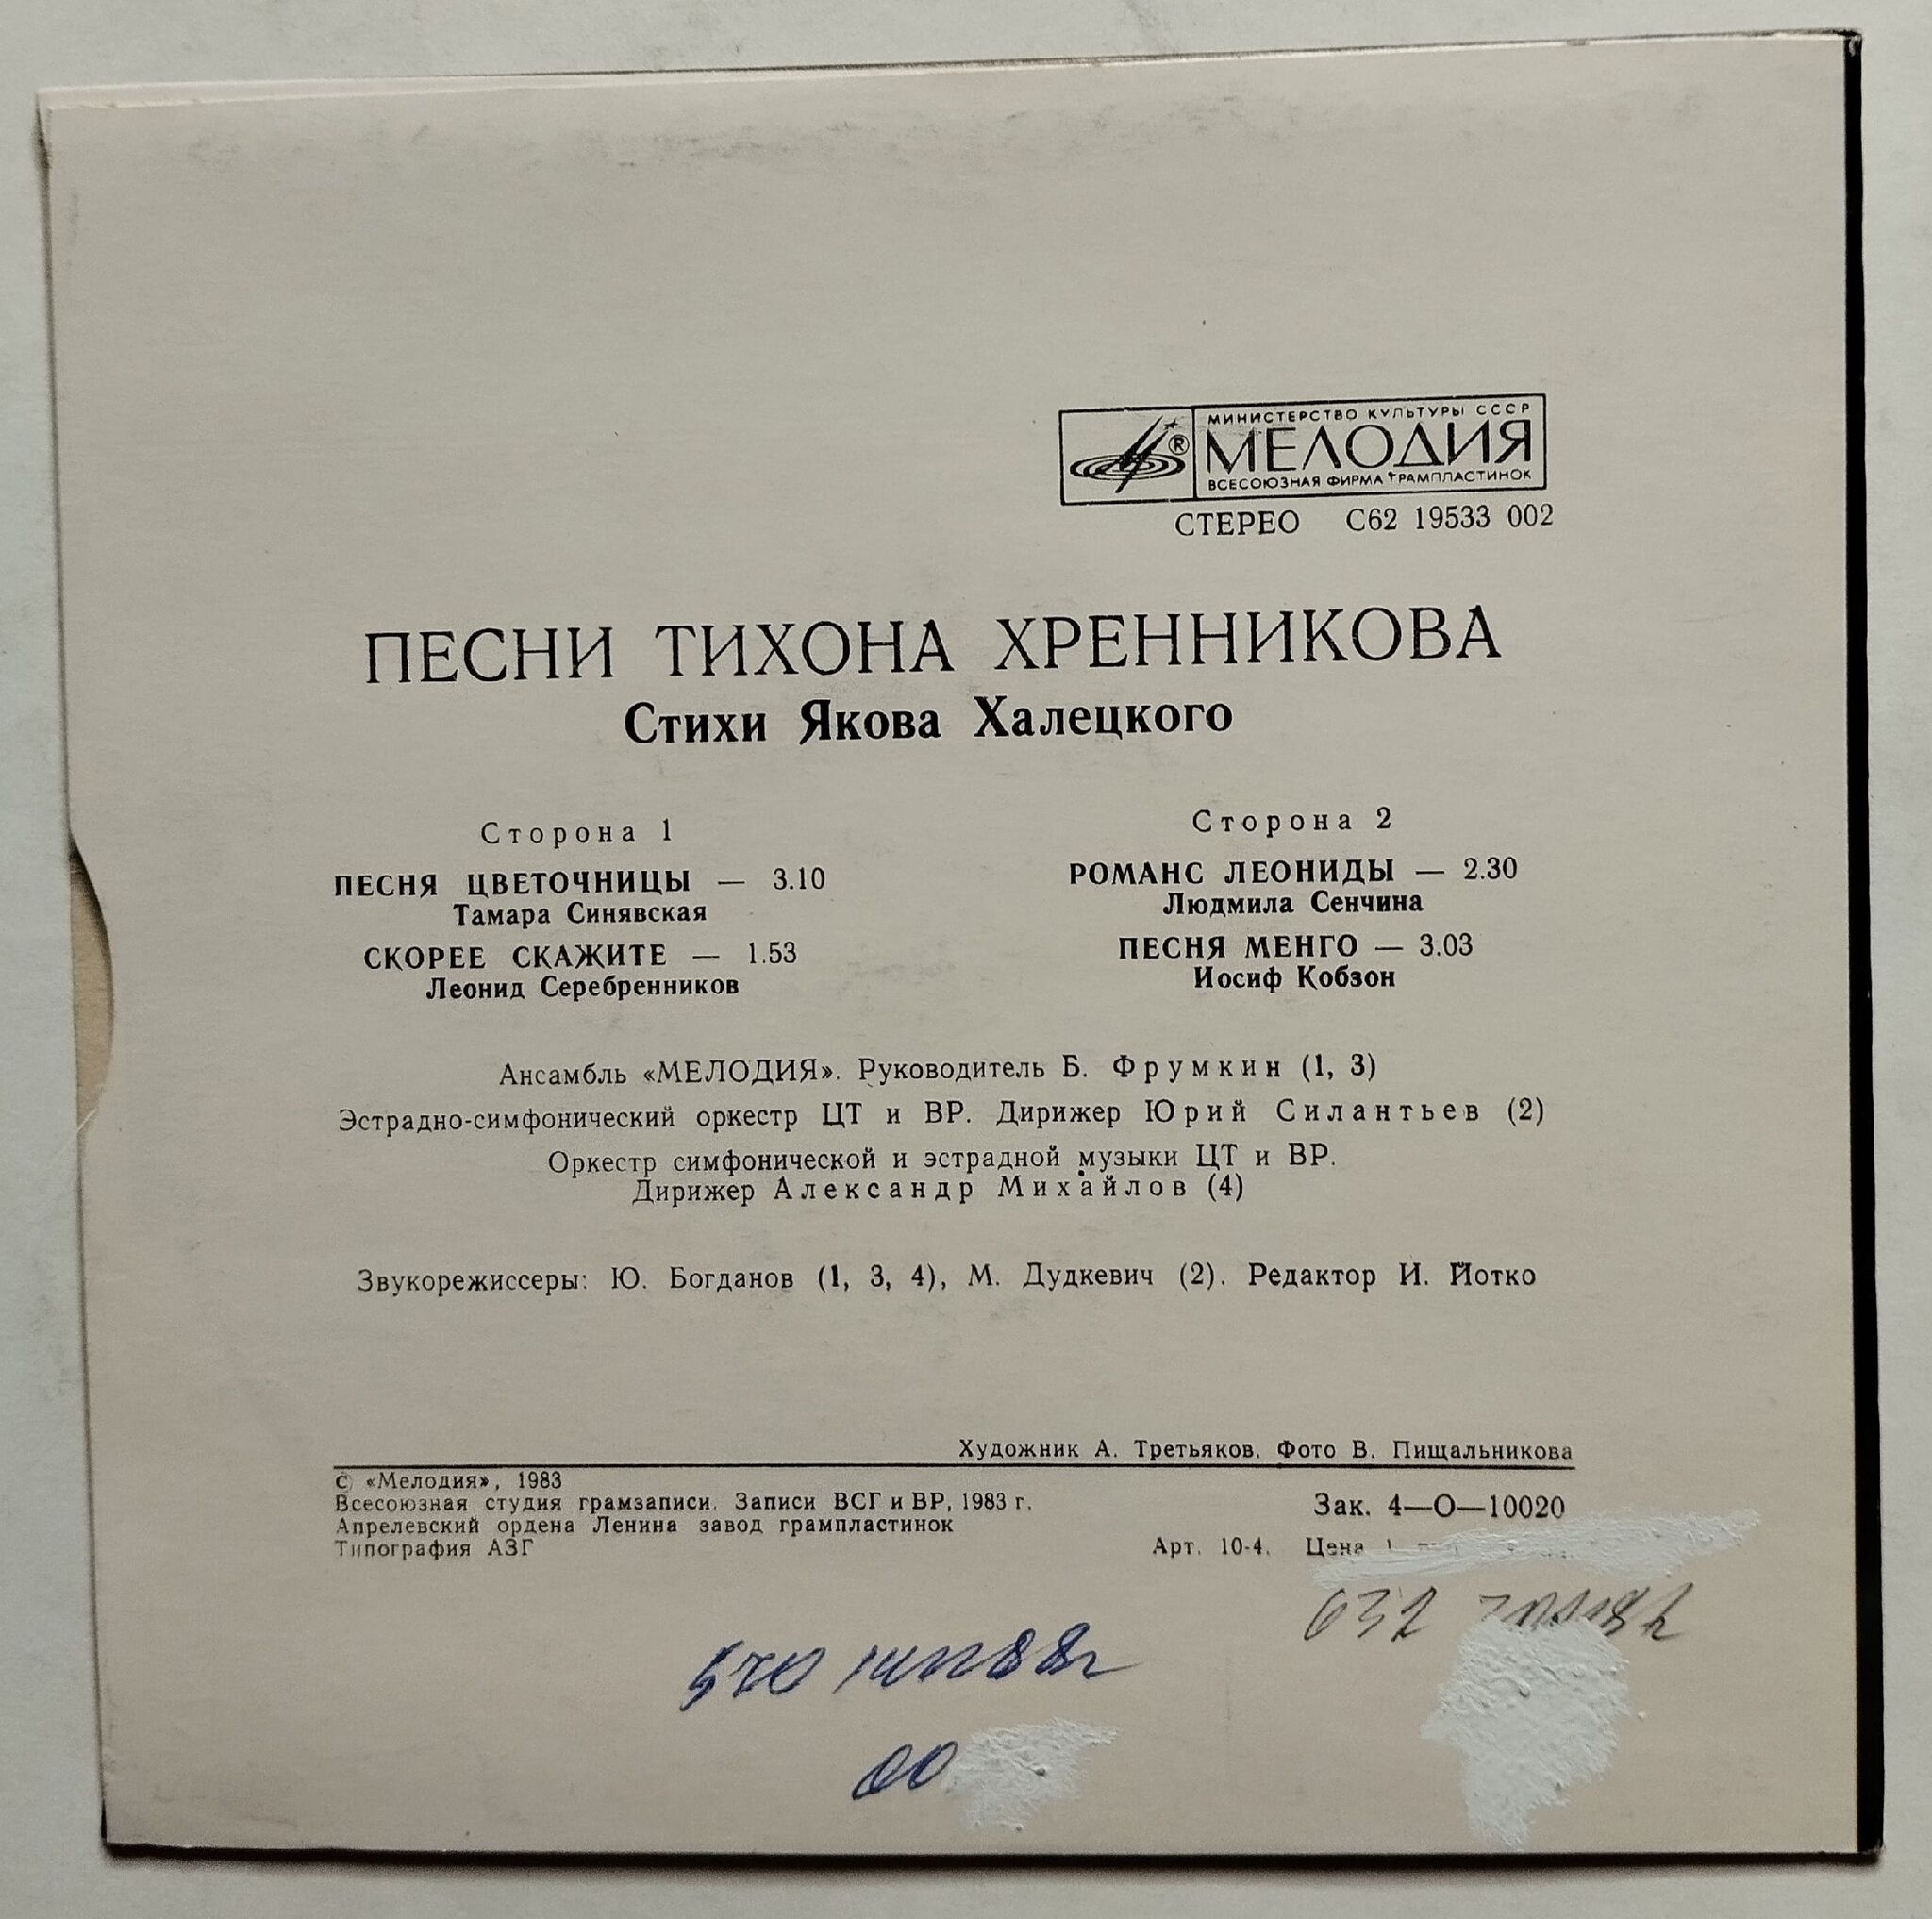 МИНИСТЕРСТВО КУЛЬТУРЫ СССР
® МЕЛОДИЯ
ВСЕСОЮЗНАЯ ФИРМА ГРАМПЛАСТИНОК
СТЕРЕО С62 19533 002
ПЕСНИ ТИХОНА ХРЕННИКОВА
Стихи Якова Халецкого
Сторона 1
ПЕСНЯ ЦВЕТОЧНИЦЫ — 3.10
Тамара Синявская
СКОРЕЕ СКАЖИТЕ — 1.53
Леонид Серебренников
Сторона 2
РОМАНС ЛЕОНИДЫ — 2.30
Людмила Сенчина
ПЕСНЯ МЕНГО — 3.03
Иосиф Кобзон
Ансамбль «МЕЛОДИЯ». Руководитель Б. Фрумкин (1, 3)
Эстрадно-симфонический оркестр ЦТ и ВР. Дирижер Юрий Силантьев (2)
Оркестр симфонической и эстрадной музыки ЦТ и ВР.
Дирижер Александр Михайлов (4)
Звукорежиссеры: Ю. Богданов (1, 3, 4), М. Дудкевич (2). Редактор И. Йотко
Художник А. Третьяков. Фото В. Пищальникова
© «Мелодия», 1983
Всесоюзная студия грамзаписи. Записи ВСГ и ВР, 1983 г.
Апрелевский ордена Ленина завод грампластинок
Типография АЗГ
Зак. 4—О—10020
Арт. 10-4. Цена 1
632
00